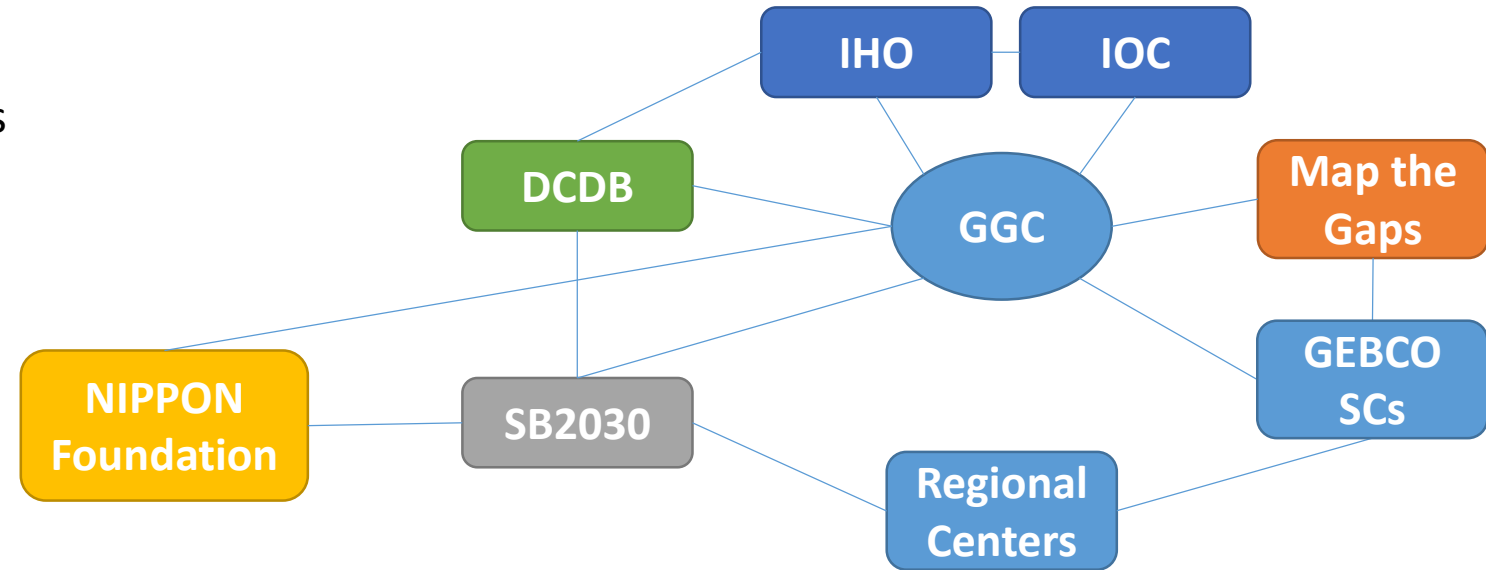 IHO
IOC
s
DCDB
Map the
Gaps
GGC
GEBCO
SCs
NIPPON
Foundation
SB2030
Regional
Centers